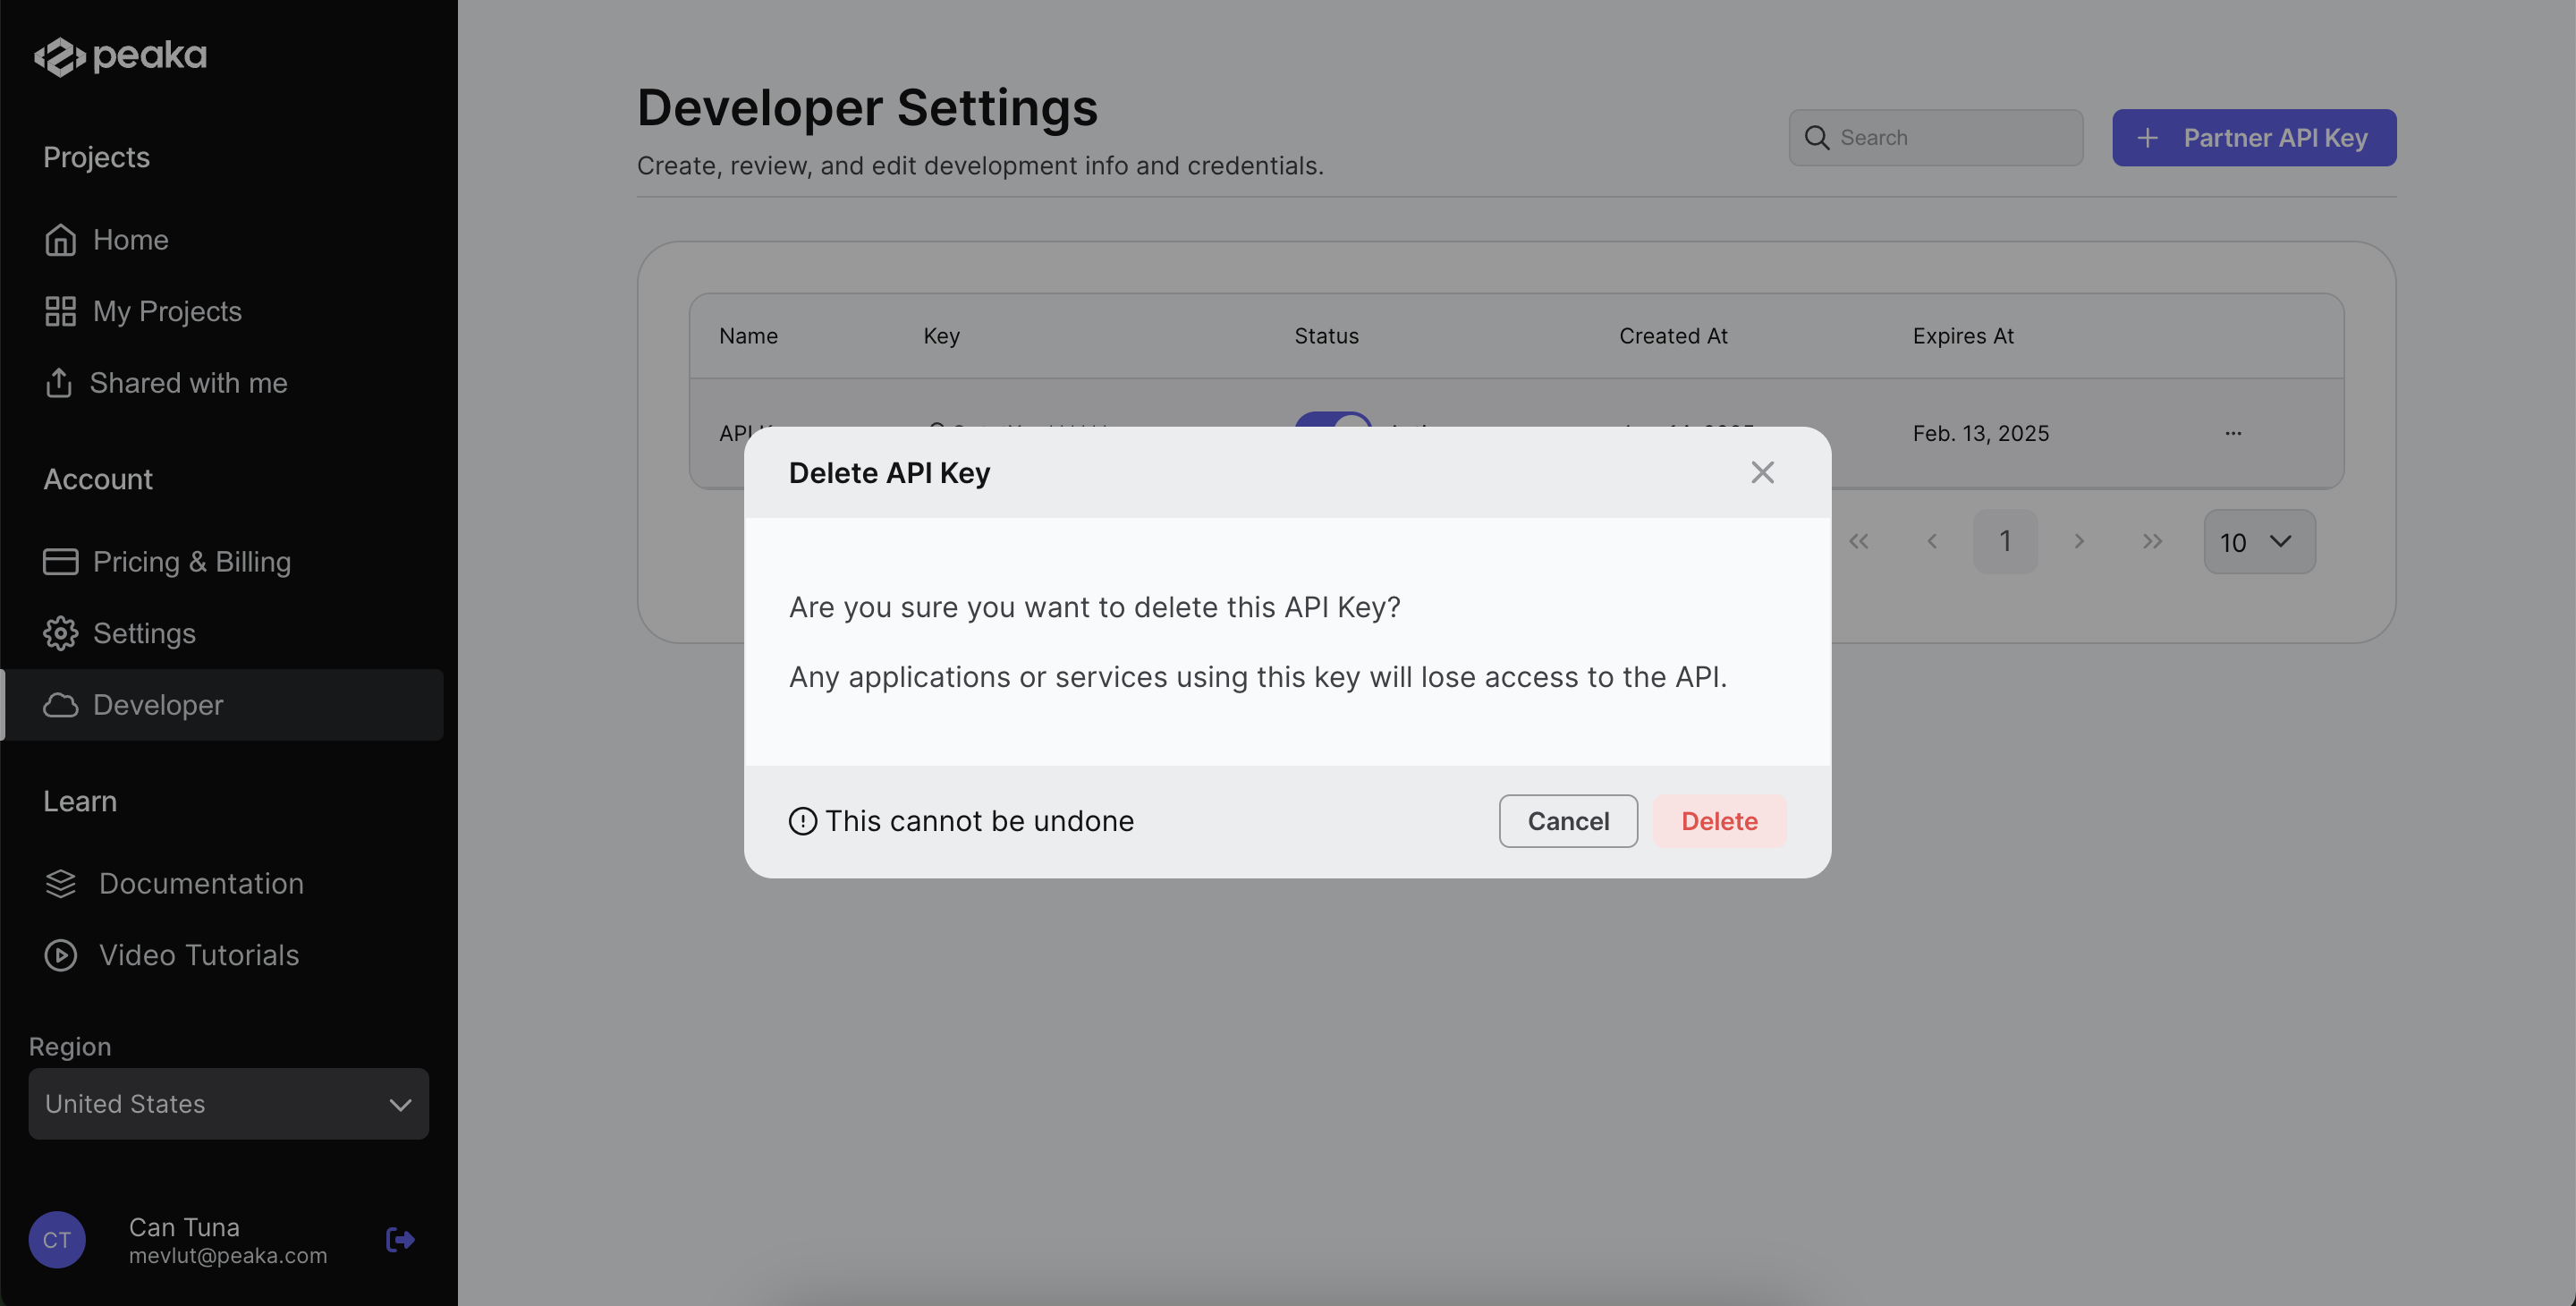 peaka
Projects
Home
My Projects
Shared with me
Account
Pricing & Billing
Settings
Developer
Learn
Documentation
Video Tutorials
Region
United States
CT
Can Tuna
mevlut@peaka.com
Developer Settings
Create, review, and edit development info and credentials.
Search
+ Partner API Key
Name Key Status Created At Expires At
API Feb. 13, 2025 ...
« ‹ 1 › » 10
Delete API Key
Are you sure you want to delete this API Key?
Any applications or services using this key will lose access to the API.
This cannot be undone
Cancel Delete